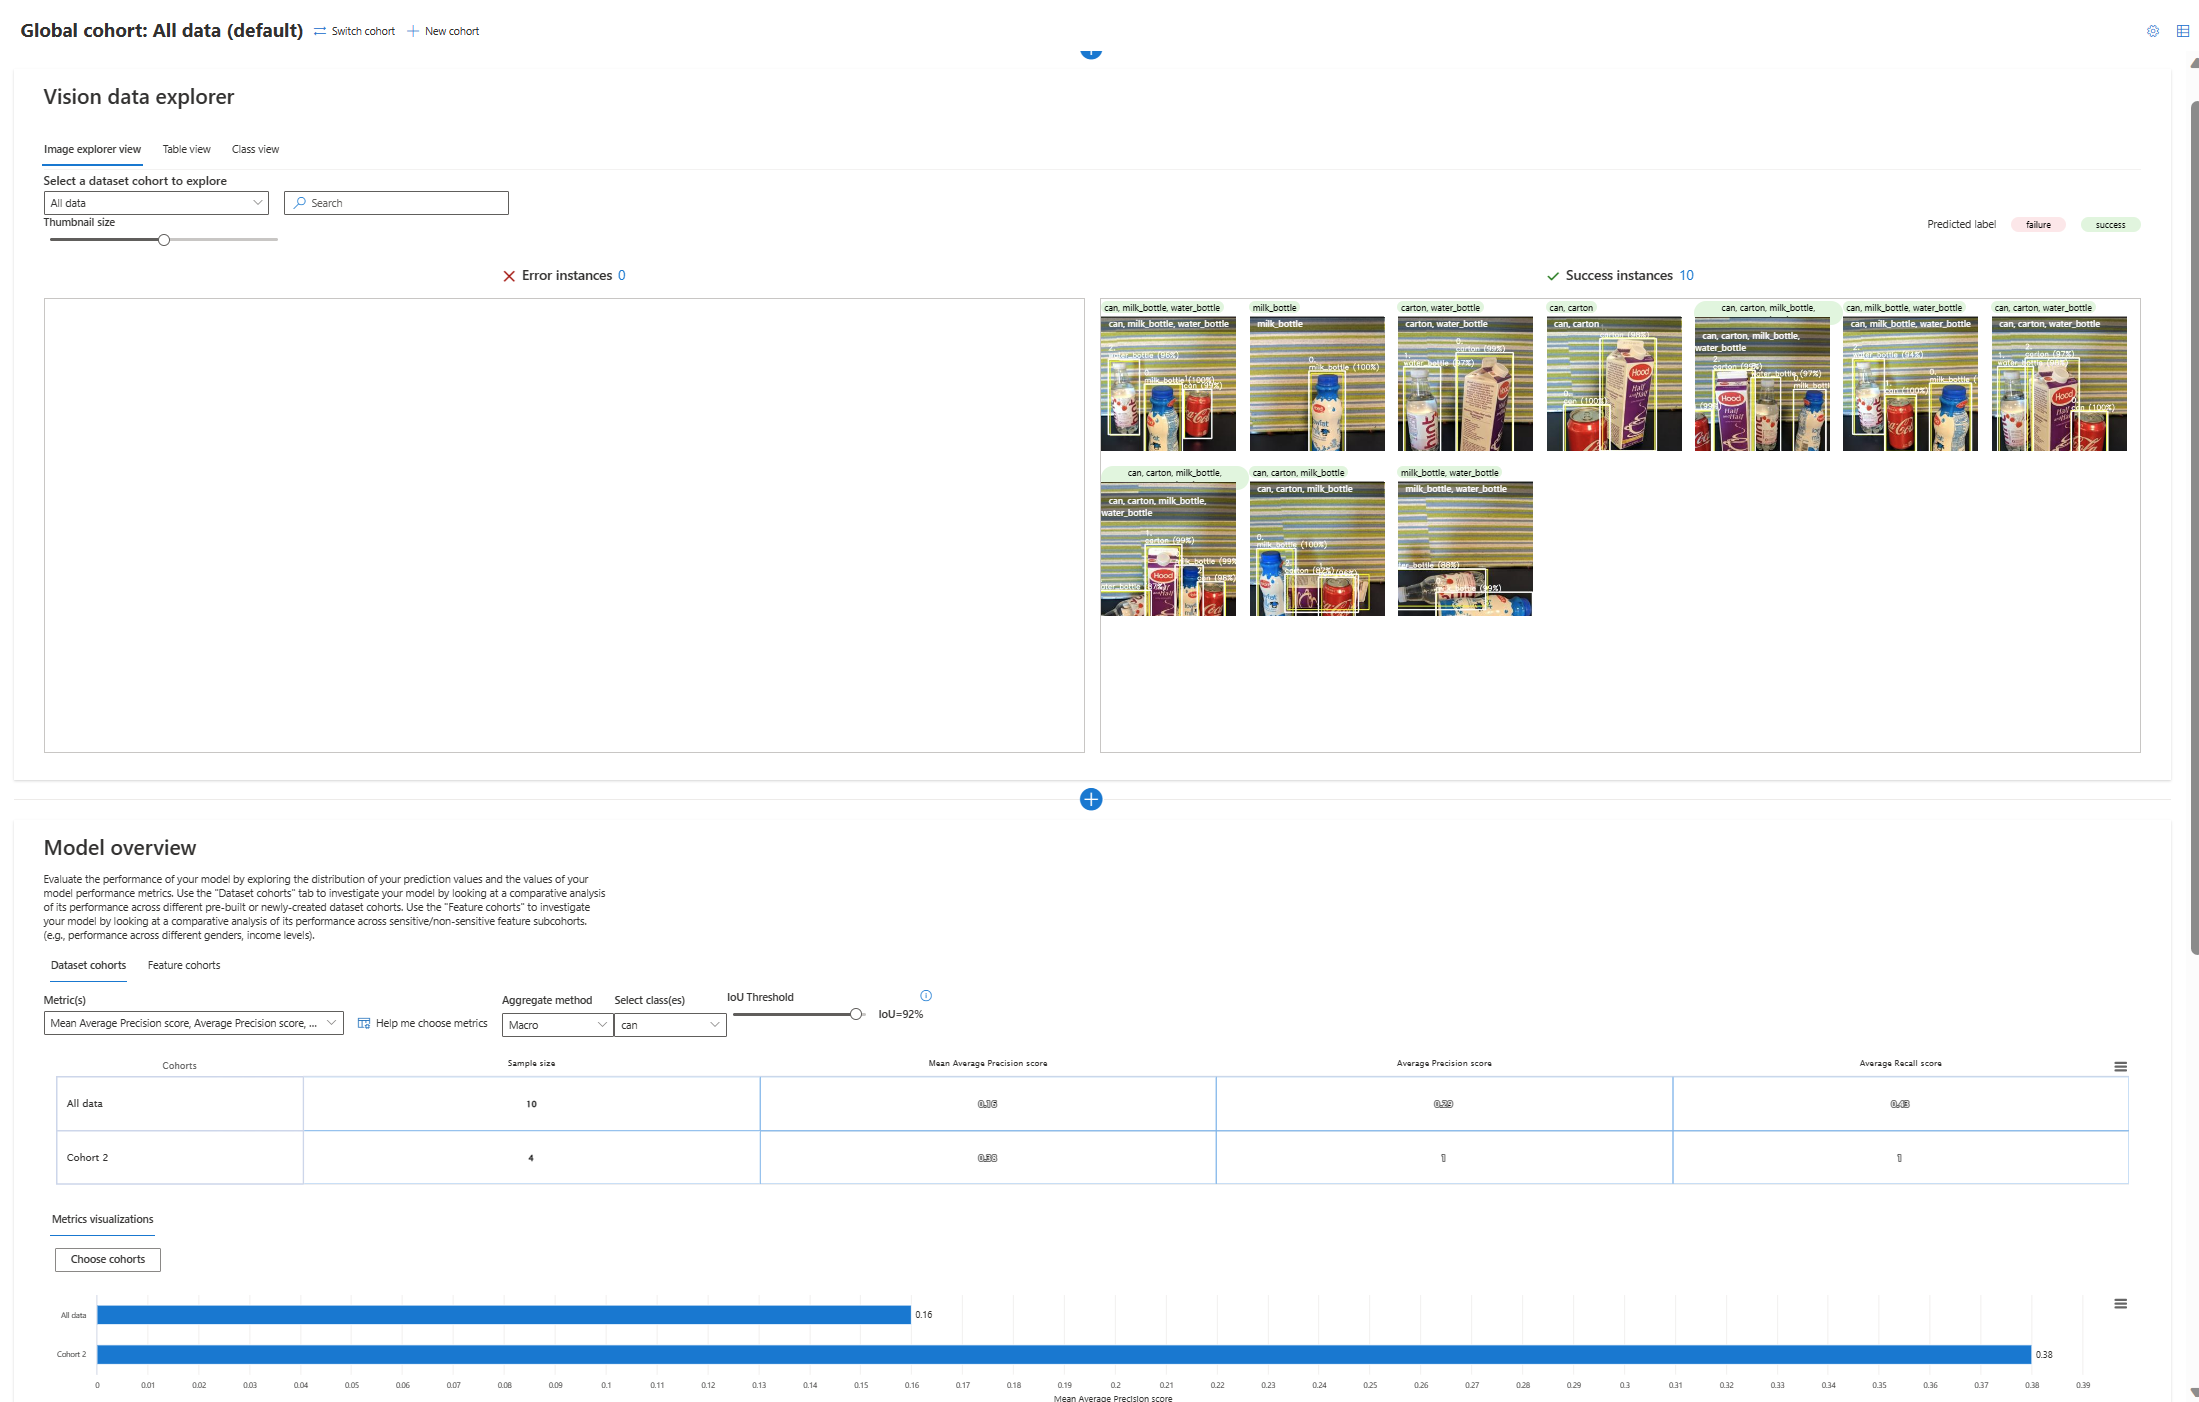 Global cohort: All data (default)
Switch cohort
New cohort
Vision data explorer
Image explorer view
Table view
Class view
Select a dataset cohort to explore
All data
Search
Thumbnail size
Predicted label
failure
success
Error instances 0
Success instances 10
can, milk_bottle, water_bottle
milk_bottle
carton, water_bottle
can, carton
can, carton, milk_bottle,
can, milk_bottle, water_bottle
can, carton, water_bottle
can, milk_bottle, water_bottle
milk_bottle
carton, water_bottle
can, carton
can, carton, milk_bottle,
water_bottle
can, milk_bottle, water_bottle
can, carton, water_bottle
can, carton, milk_bottle,
can, carton, milk_bottle
milk_bottle, water_bottle
can, carton, milk_bottle,
water_bottle
can, carton, milk_bottle
milk_bottle, water_bottle
Model overview
Evaluate the performance of your model by exploring the distribution of your prediction values and the values of your
model performance metrics. Use the "Dataset cohorts" tab to investigate your model by looking at a comparative analysis
of its performance across different pre-built or newly-created dataset cohorts. Use the "Feature cohorts" to investigate
your model by looking at a comparative analysis of its performance across sensitive/non-sensitive feature subcohorts.
(e.g., performance across different genders, income levels).
Dataset cohorts
Feature cohorts
Metric(s)
Mean Average Precision score, Average Precision score, ...
Help me choose metrics
Aggregate method
Macro
Select class(es)
can
IoU Threshold
IoU=92%
Cohorts
Sample size
Mean Average Precision score
Average Precision score
Average Recall score
All data
10
0.16
0.29
0.43
Cohort 2
4
0.38
1
1
Metrics visualizations
Choose cohorts
All data
0.16
Cohort 2
0.38
0 0.01 0.02 0.03 0.04 0.05 0.06 0.07 0.08 0.09 0.1 0.11 0.12 0.13 0.14 0.15 0.16 0.17 0.18 0.19 0.2 0.21 0.22 0.23 0.24 0.25 0.26 0.27 0.28 0.29 0.3 0.31 0.32 0.33 0.34 0.35 0.36 0.37 0.38 0.39
Mean Average Precision score